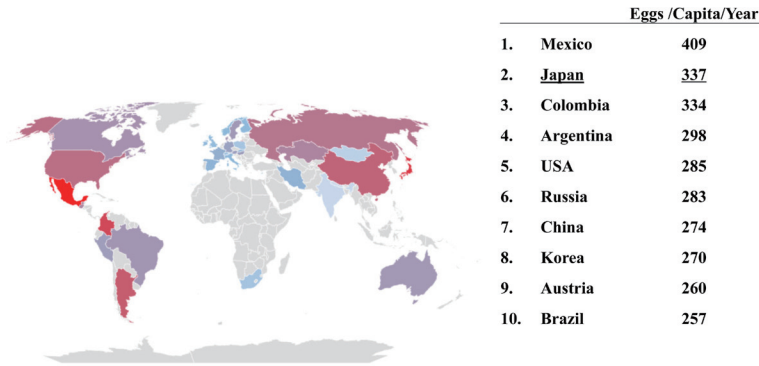 Eggs /Capita/Year
1. Mexico 409
2. Japan 337
3. Colombia 334
4. Argentina 298
5. USA 285
6. Russia 283
7. China 274
8. Korea 270
9. Austria 260
10. Brazil 257